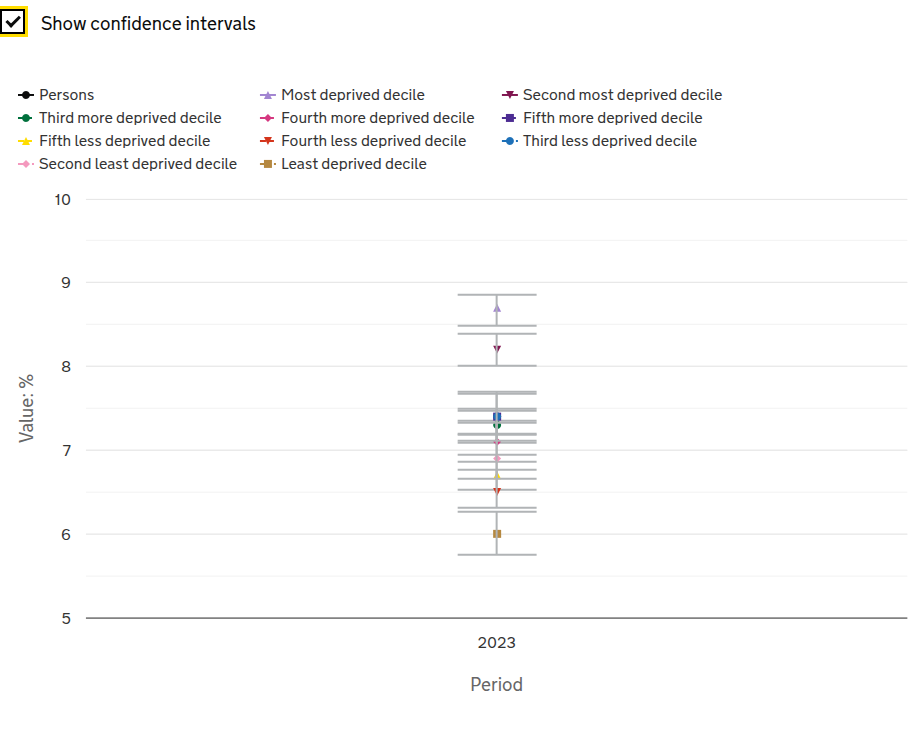 Show confidence intervals
Persons
Most deprived decile
Second most deprived decile
Third more deprived decile
Fourth more deprived decile
Fifth more deprived decile
Fifth less deprived decile
Fourth less deprived decile
Third less deprived decile
Second least deprived decile
Least deprived decile
10
9
8
7
6
5
Value: %
2023
Period